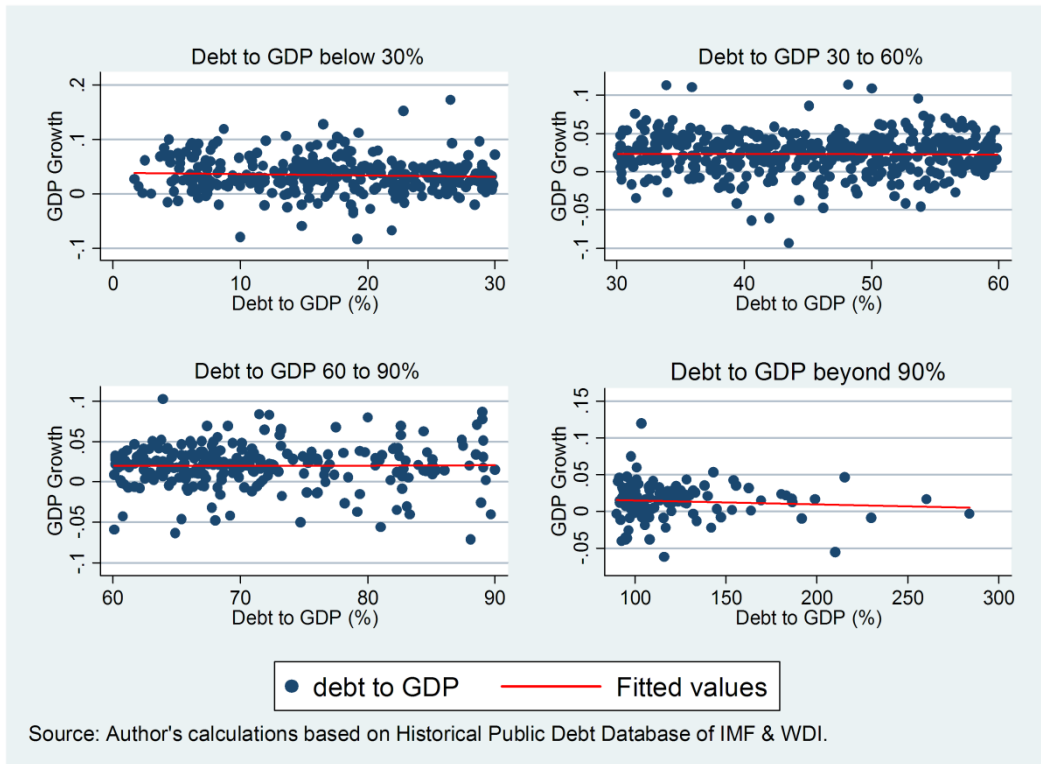 Debt to GDP below 30%
GDP Growth
.2
.1
0
-.1
0 10 20 30
Debt to GDP (%)
Debt to GDP 30 to 60%
GDP Growth
.1
.05
0
-.05
-.1
30 40 50 60
Debt to GDP (%)
Debt to GDP 60 to 90%
GDP Growth
.1
.05
0
-.05
-.1
60 70 80 90
Debt to GDP (%)
Debt to GDP beyond 90%
GDP Growth
.15
.1
.05
0
-.05
100 150 200 250 300
Debt to GDP (%)
debt to GDP Fitted values
Source: Author's calculations based on Historical Public Debt Database of IMF & WDI.